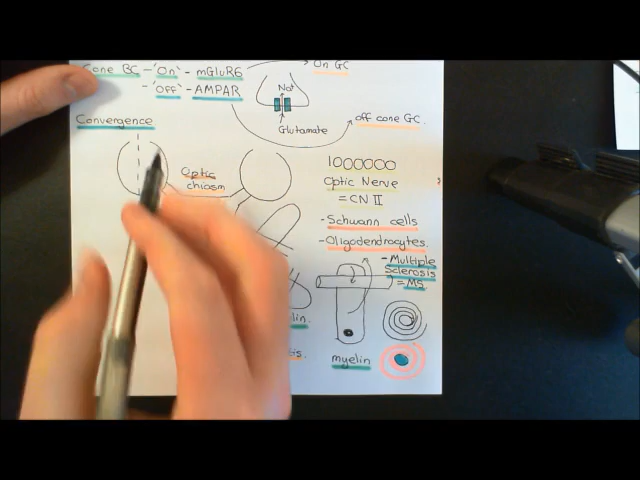 Cone BC - 'On' - mGluR6
On GC
- 'Off' - AMPAR
Na+
Glutamate
off cone GC.
Convergence
Optic
chiasm
1000000
Optic Nerve
= CN II
- Schwann cells
- Oligodendrocytes.
- Multiple
Sclerosis
= MS
myelin